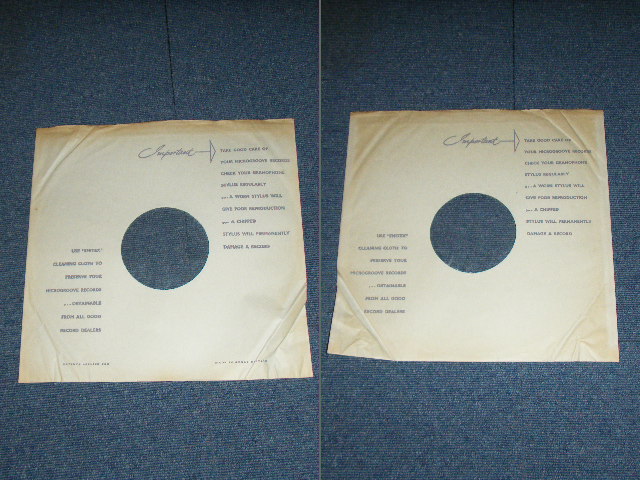 Important
TAKE GOOD CARE OF
YOUR MICROGROOVE RECORDS
CHECK YOUR GRAMOPHONE
STYLUS REGULARLY
A WORN STYLUS WILL
GIVE POOR REPRODUCTION
A CHIPPED
STYLUS WILL PERMANENTLY
DAMAGE A RECORD
USE "EMITEX"
CLEANING CLOTH TO
PRESERVE YOUR
MICROGROOVE RECORDS
OBTAINABLE
FROM ALL GOOD
RECORD DEALERS
Important
TAKE GOOD CARE OF
YOUR MICROGROOVE RECORDS
CHECK YOUR GRAMOPHONE
STYLUS REGULARLY
A WORN STYLUS WILL
GIVE POOR REPRODUCTION
A CHIPPED
STYLUS WILL PERMANENTLY
DAMAGE A RECORD
USE "EMITEX"
CLEANING CLOTH TO
PRESERVE YOUR
MICROGROOVE RECORDS
OBTAINABLE
FROM ALL GOOD
RECORD DEALERS